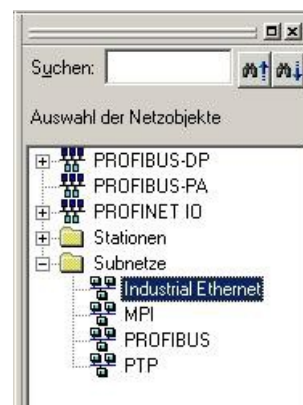 Suchen:
Auswahl der Netzobjekte
PROFIBUS-DP
PROFIBUS-PA
PROFINET IO
Stationen
Subnetze
Industrial Ethernet
MPI
PROFIBUS
PTP